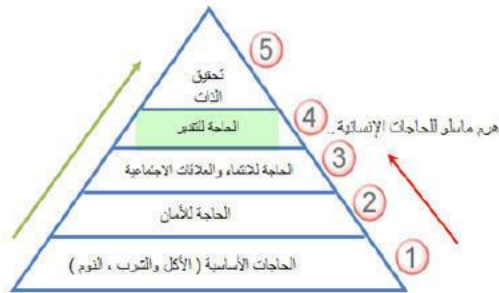 5
تحقيق
الذات
4
الحاجة للتقدير
هرم ماسلو للحاجات الإنسانية ..
3
الحاجة للانتماء والعلاقات الاجتماعية
2
الحاجة للأمان
1
الحاجات الأساسية ( الأكل والشرب ، النوم )